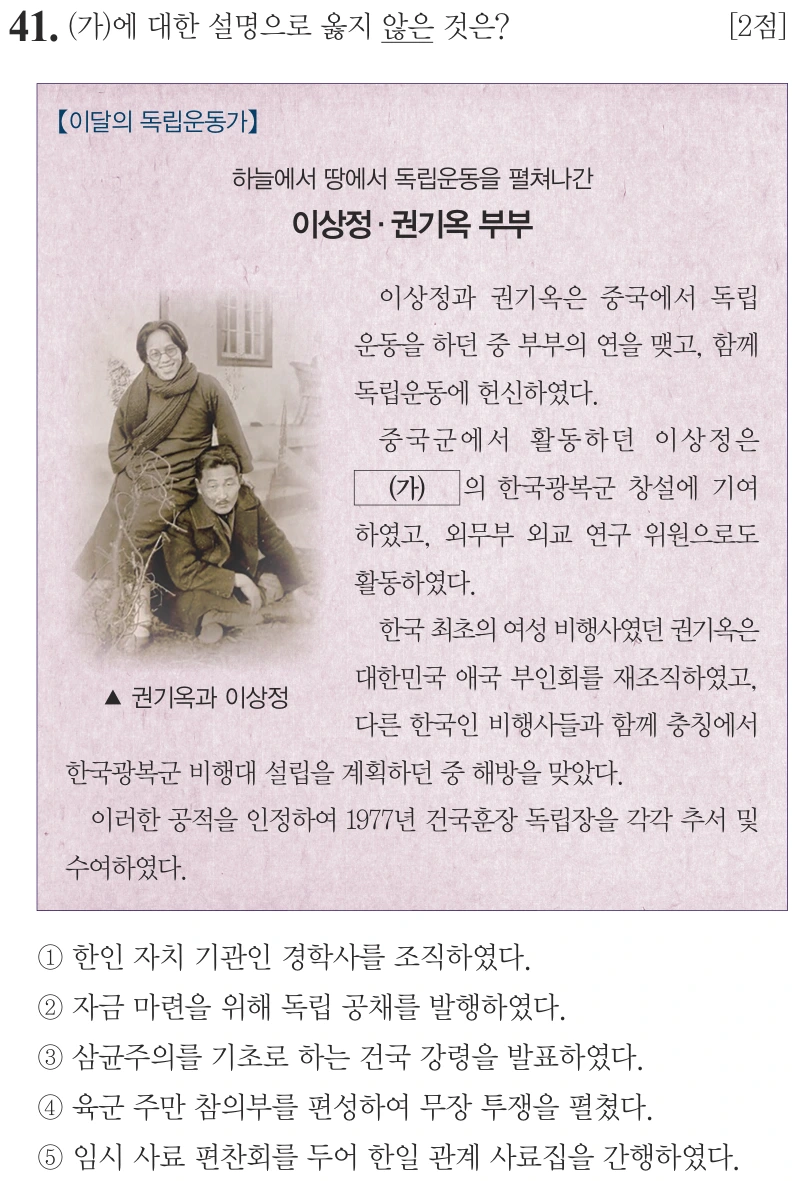 41. (가)에 대한 설명으로 옳지 않은 것은? [2점]
【이달의 독립운동가】
하늘에서 땅에서 독립운동을 펼쳐나간
이상정·권기옥 부부
이상정과 권기옥은 중국에서 독립
운동을 하던 중 부부의 연을 맺고, 함께
독립운동에 헌신하였다.
중국군에서 활동하던 이상정은
(가) 의 한국광복군 창설에 기여
하였고, 외무부 외교 연구 위원으로도
활동하였다.
한국 최초의 여성 비행사였던 권기옥은
대한민국 애국 부인회를 재조직하였고,
다른 한국인 비행사들과 함께 충칭에서
▲ 권기옥과 이상정
한국광복군 비행대 설립을 계획하던 중 해방을 맞았다.
이러한 공적을 인정하여 1977년 건국훈장 독립장을 각각 추서 및
수여하였다.
① 한인 자치 기관인 경학사를 조직하였다.
② 자금 마련을 위해 독립 공채를 발행하였다.
③ 삼균주의를 기초로 하는 건국 강령을 발표하였다.
④ 육군 주만 참의부를 편성하여 무장 투쟁을 펼쳤다.
⑤ 임시 사료 편찬회를 두어 한일 관계 사료집을 간행하였다.